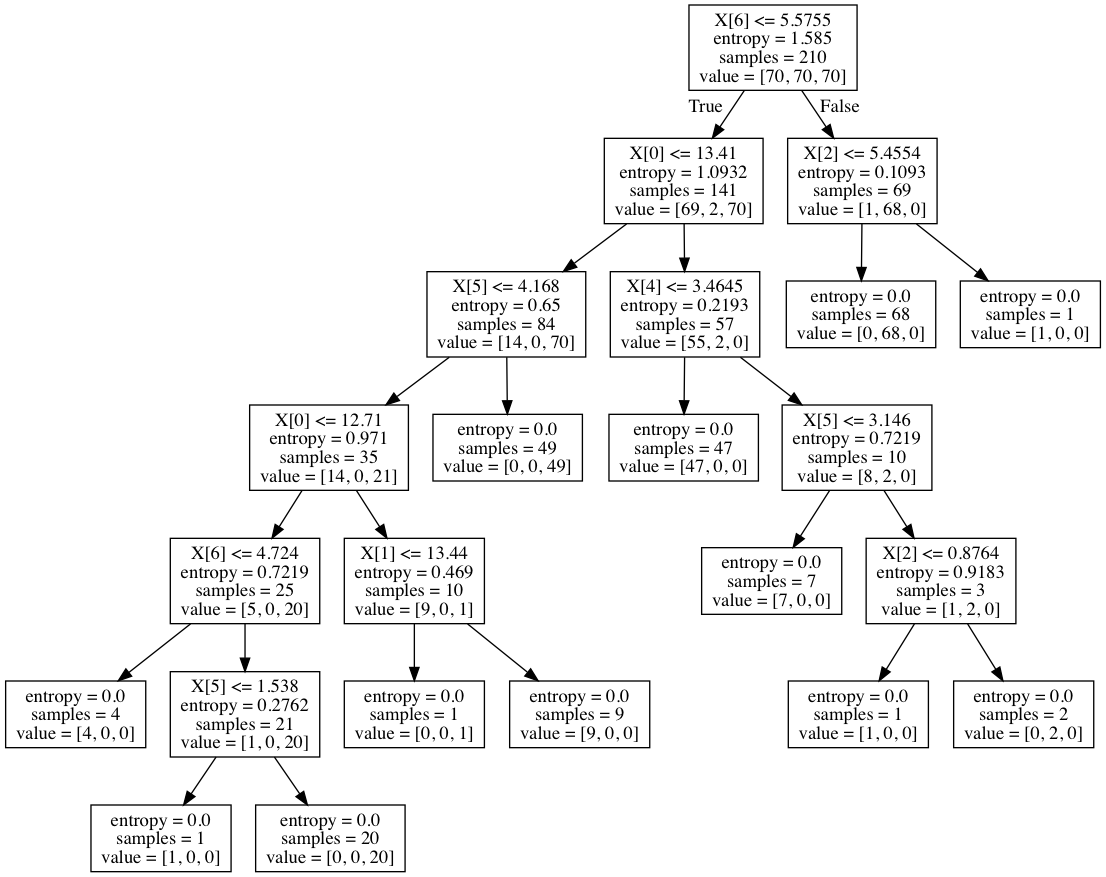 X[6] <= 5.5755
entropy = 1.585
samples = 210
value = [70, 70, 70]
True
False
X[0] <= 13.41
entropy = 1.0932
samples = 141
value = [69, 2, 70]
X[2] <= 5.4554
entropy = 0.1093
samples = 69
value = [1, 68, 0]
X[5] <= 4.168
entropy = 0.65
samples = 84
value = [14, 0, 70]
X[4] <= 3.4645
entropy = 0.2193
samples = 57
value = [55, 2, 0]
entropy = 0.0
samples = 68
value = [0, 68, 0]
entropy = 0.0
samples = 1
value = [1, 0, 0]
X[0] <= 12.71
entropy = 0.971
samples = 35
value = [14, 0, 21]
entropy = 0.0
samples = 49
value = [0, 0, 49]
entropy = 0.0
samples = 47
value = [47, 0, 0]
X[5] <= 3.146
entropy = 0.7219
samples = 10
value = [8, 2, 0]
X[6] <= 4.724
entropy = 0.7219
samples = 25
value = [5, 0, 20]
X[1] <= 13.44
entropy = 0.469
samples = 10
value = [9, 0, 1]
entropy = 0.0
samples = 7
value = [7, 0, 0]
X[2] <= 0.8764
entropy = 0.9183
samples = 3
value = [1, 2, 0]
entropy = 0.0
samples = 4
value = [4, 0, 0]
X[5] <= 1.538
entropy = 0.2762
samples = 21
value = [1, 0, 20]
entropy = 0.0
samples = 1
value = [0, 0, 1]
entropy = 0.0
samples = 9
value = [9, 0, 0]
entropy = 0.0
samples = 1
value = [1, 0, 0]
entropy = 0.0
samples = 2
value = [0, 2, 0]
entropy = 0.0
samples = 1
value = [1, 0, 0]
entropy = 0.0
samples = 20
value = [0, 0, 20]